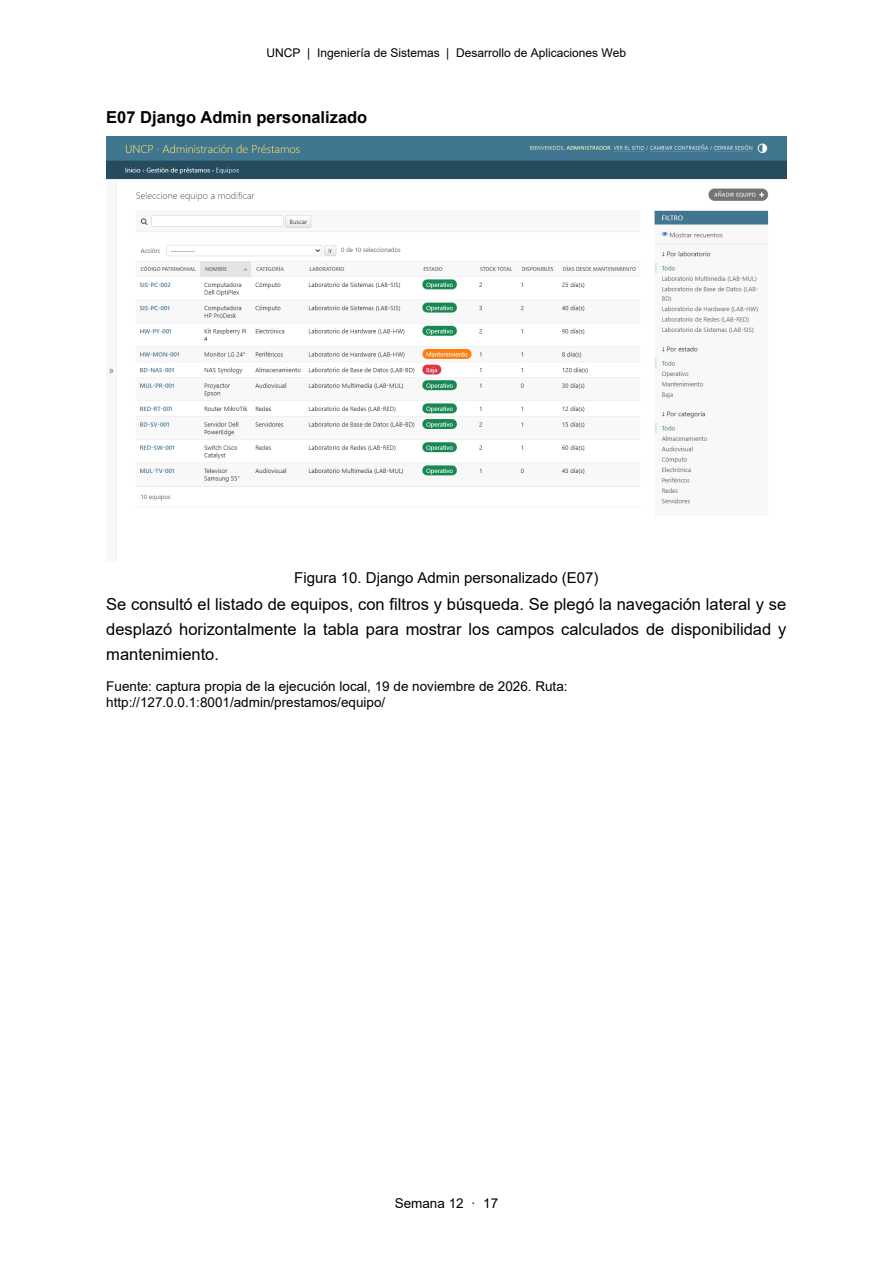 UNCP | Ingeniería de Sistemas | Desarrollo de Aplicaciones Web
E07 Django Admin personalizado
UNCP · Administración de Préstamos
BIENVENIDOS, ADMINISTRADOR. VER EL SITIO / CAMBIAR CONTRASEÑA / CERRAR SESIÓN
Inicio › Gestión de préstamos › Equipos
Seleccione equipo a modificar
AÑADIR EQUIPO +
Buscar
Acción: --------- Ir 0 de 10 seleccionados
CÓDIGO PATRIMONIAL NOMBRE CATEGORÍA LABORATORIO ESTADO STOCK TOTAL DISPONIBLES DÍAS DESDE MANTENIMIENTO
SIS-PC-002 Computadora Dell OptiPlex Cómputo Laboratorio de Sistemas (LAB-SIS) Operativo 2 1 25 día(s)
SIS-PC-001 Computadora HP ProDesk Cómputo Laboratorio de Sistemas (LAB-SIS) Operativo 3 2 40 día(s)
HW-PY-001 Kit Raspberry Pi 4 Electrónica Laboratorio de Hardware (LAB-HW) Operativo 2 1 90 día(s)
HW-MON-001 Monitor LG 24" Periféricos Laboratorio de Hardware (LAB-HW) Mantenimiento 1 1 8 día(s)
BD-NAS-001 NAS Synology Almacenamiento Laboratorio de Base de Datos (LAB-BD) Baja 1 1 120 día(s)
MUL-PR-001 Proyector Epson Audiovisual Laboratorio Multimedia (LAB-MUL) Operativo 1 0 30 día(s)
RED-RT-001 Router MikroTik Redes Laboratorio de Redes (LAB-RED) Operativo 1 1 12 día(s)
BD-SV-001 Servidor Dell PowerEdge Servidores Laboratorio de Base de Datos (LAB-BD) Operativo 2 1 15 día(s)
RED-SW-001 Switch Cisco Catalyst Redes Laboratorio de Redes (LAB-RED) Operativo 2 1 60 día(s)
MUL-TV-001 Televisor Samsung 55" Audiovisual Laboratorio Multimedia (LAB-MUL) Operativo 1 0 45 día(s)
10 equipos
»
FILTRO
Mostrar recuentos
↓ Por laboratorio
Todo
Laboratorio Multimedia (LAB-MUL)
Laboratorio de Base de Datos (LAB-
BD)
Laboratorio de Hardware (LAB-HW)
Laboratorio de Redes (LAB-RED)
Laboratorio de Sistemas (LAB-SIS)
↓ Por estado
Todo
Operativo
Mantenimiento
Baja
↓ Por categoría
Todo
Almacenamiento
Audiovisual
Cómputo
Electrónica
Periféricos
Redes
Servidores
Figura 10. Django Admin personalizado (E07)
Se consultó el listado de equipos, con filtros y búsqueda. Se plegó la navegación lateral y se
desplazó horizontalmente la tabla para mostrar los campos calculados de disponibilidad y
mantenimiento.
Fuente: captura propia de la ejecución local, 19 de noviembre de 2026. Ruta:
http://127.0.0.1:8001/admin/prestamos/equipo/
Semana 12 · 17